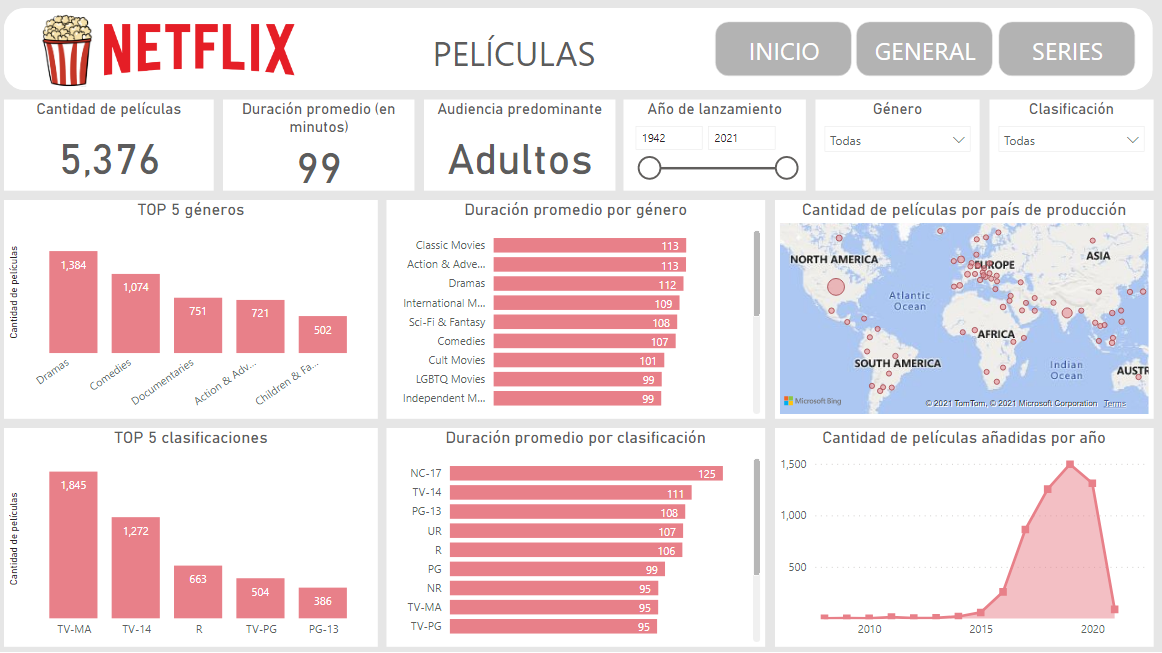 NETFLIX
PELÍCULAS
INICIO
GENERAL
SERIES
Cantidad de películas
5,376
Duración promedio (en
minutos)
99
Audiencia predominante
Adultos
Año de lanzamiento
1942
2021
Género
Todas
Clasificación
Todas
TOP 5 géneros
Cantidad de películas
1,384
1,074
751
721
502
Dramas
Comedies
Documentaries
Action & Adv...
Children & Fa...
Duración promedio por género
Classic Movies 113
Action & Adve... 113
Dramas 112
International M... 109
Sci-Fi & Fantasy 108
Comedies 107
Cult Movies 101
LGBTQ Movies 99
Independent M... 99
Cantidad de películas por país de producción
NORTH AMERICA
EUROPE
ASIA
Atlantic
Ocean
AFRICA
SOUTH AMERICA
Indian
Ocean
AUSTR
Microsoft Bing
© 2021 TomTom, © 2021 Microsoft Corporation Terms
TOP 5 clasificaciones
Cantidad de películas
1,845
1,272
663
504
386
TV-MA
TV-14
R
TV-PG
PG-13
Duración promedio por clasificación
NC-17 125
TV-14 111
PG-13 108
UR 107
R 106
PG 99
NR 95
TV-MA 95
TV-PG 95
Cantidad de películas añadidas por año
1,500
1,000
500
2010
2015
2020